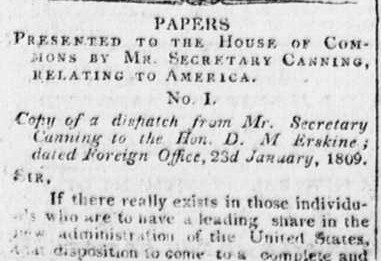 PAPERS
PRESENTED TO THE HOUSE OF COM-
MONS BY MR. SECRETARY CANNING,
RELATING TO AMERICA.
No. I.
Copy of a dispatch from Mr. Secretary
Canning to the Hon. D. M Erskine;
dated Foreign Office, 23d January, 1809.
SIR,
If there really exists in those individu-
als who are to have a leading share in the
new administration of the United States,
that disposition to come to a complete and